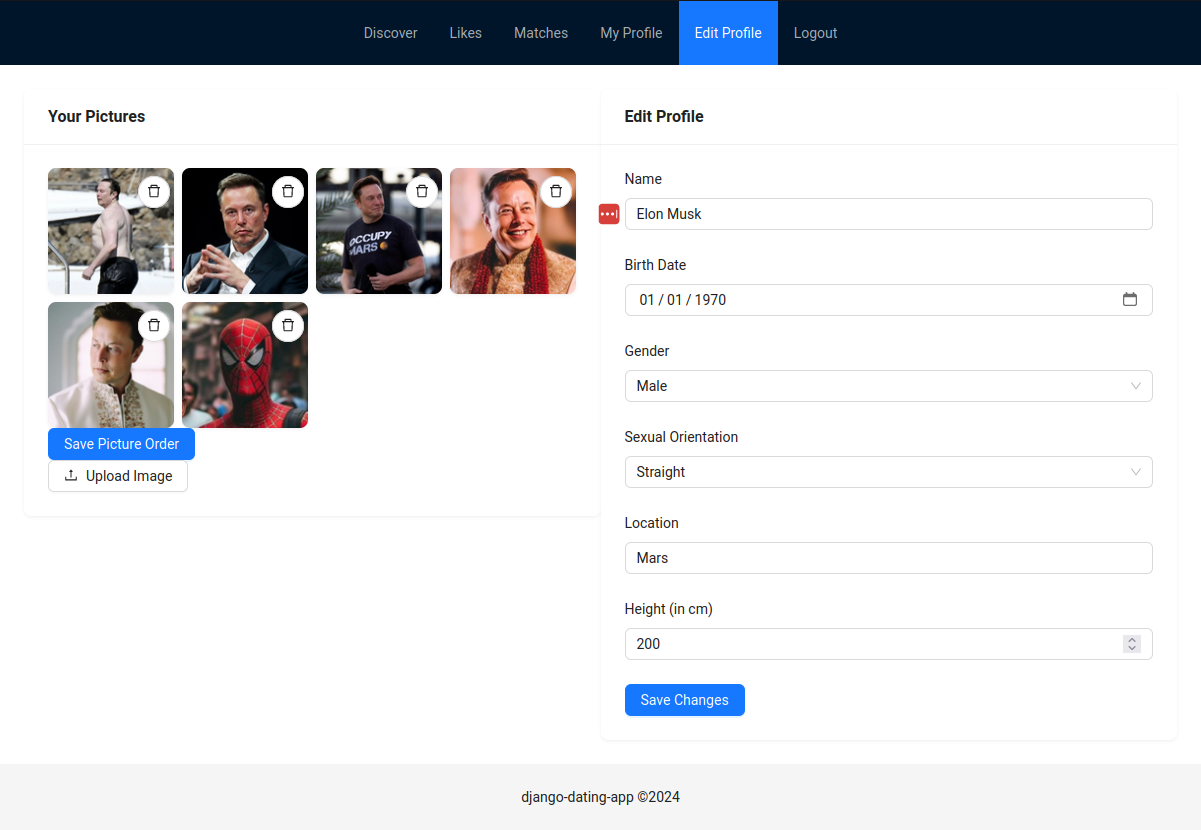 Discover Likes Matches My Profile Edit Profile Logout
Your Pictures
OCCUPY
MARS
Save Picture Order
Upload Image
Edit Profile
Name
Elon Musk
Birth Date
01 / 01 / 1970
Gender
Male
Sexual Orientation
Straight
Location
Mars
Height (in cm)
200
Save Changes
django-dating-app ©2024